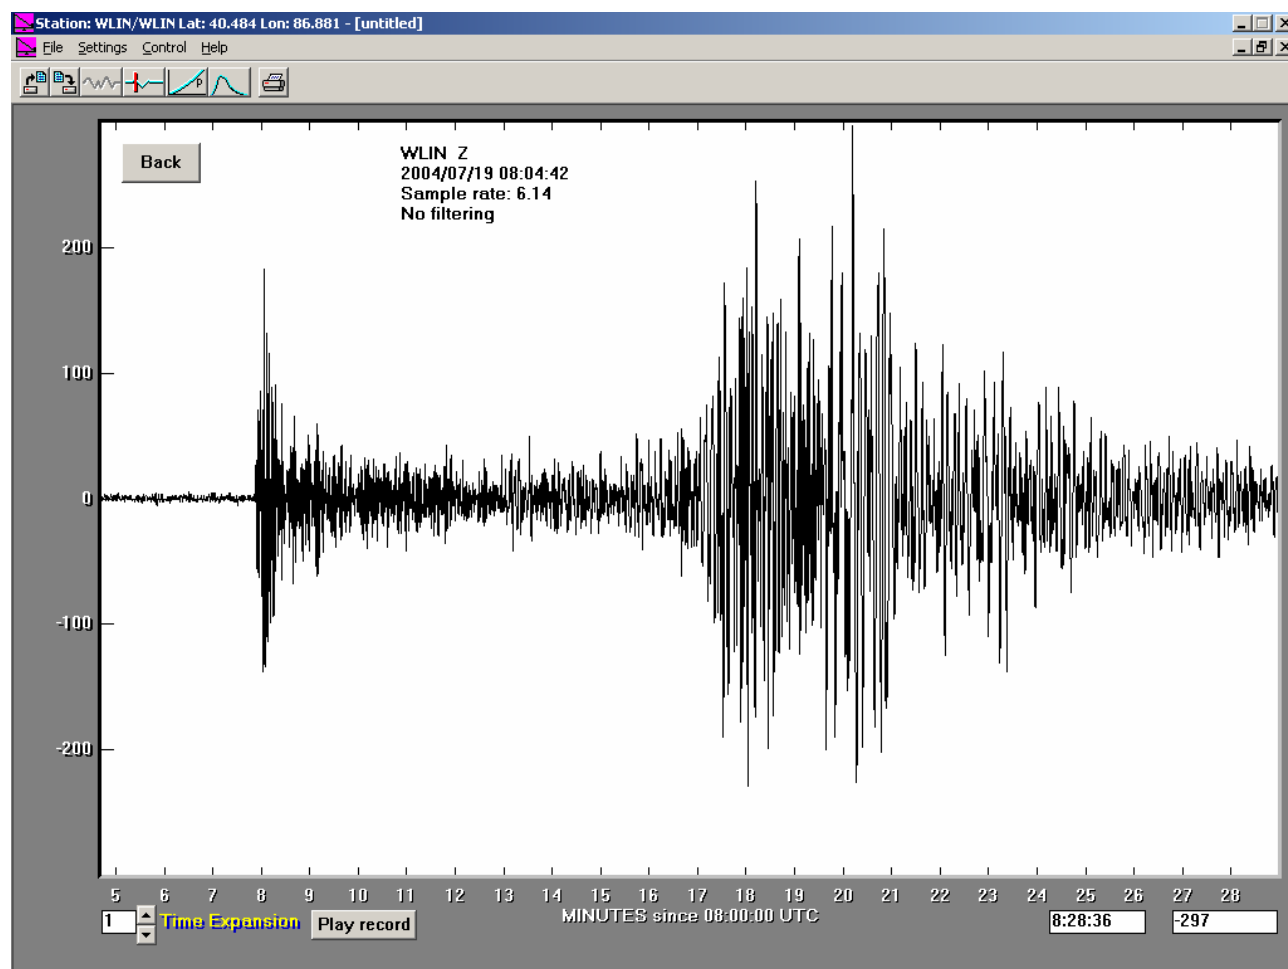 Station: WLIN/WLIN Lat: 40.484 Lon: 86.881 - [untitled]
File Settings Control Help
P
Back
WLIN Z
2004/07/19 08:04:42
Sample rate: 6.14
No filtering
200
100
0
-100
-200
5 6 7 8 9 10 11 12 13 14 15 16 17 18 19 20 21 22 23 24 25 26 27 28
MINUTES since 08:00:00 UTC
1 Time Expansion Play record 8:28:36 -297